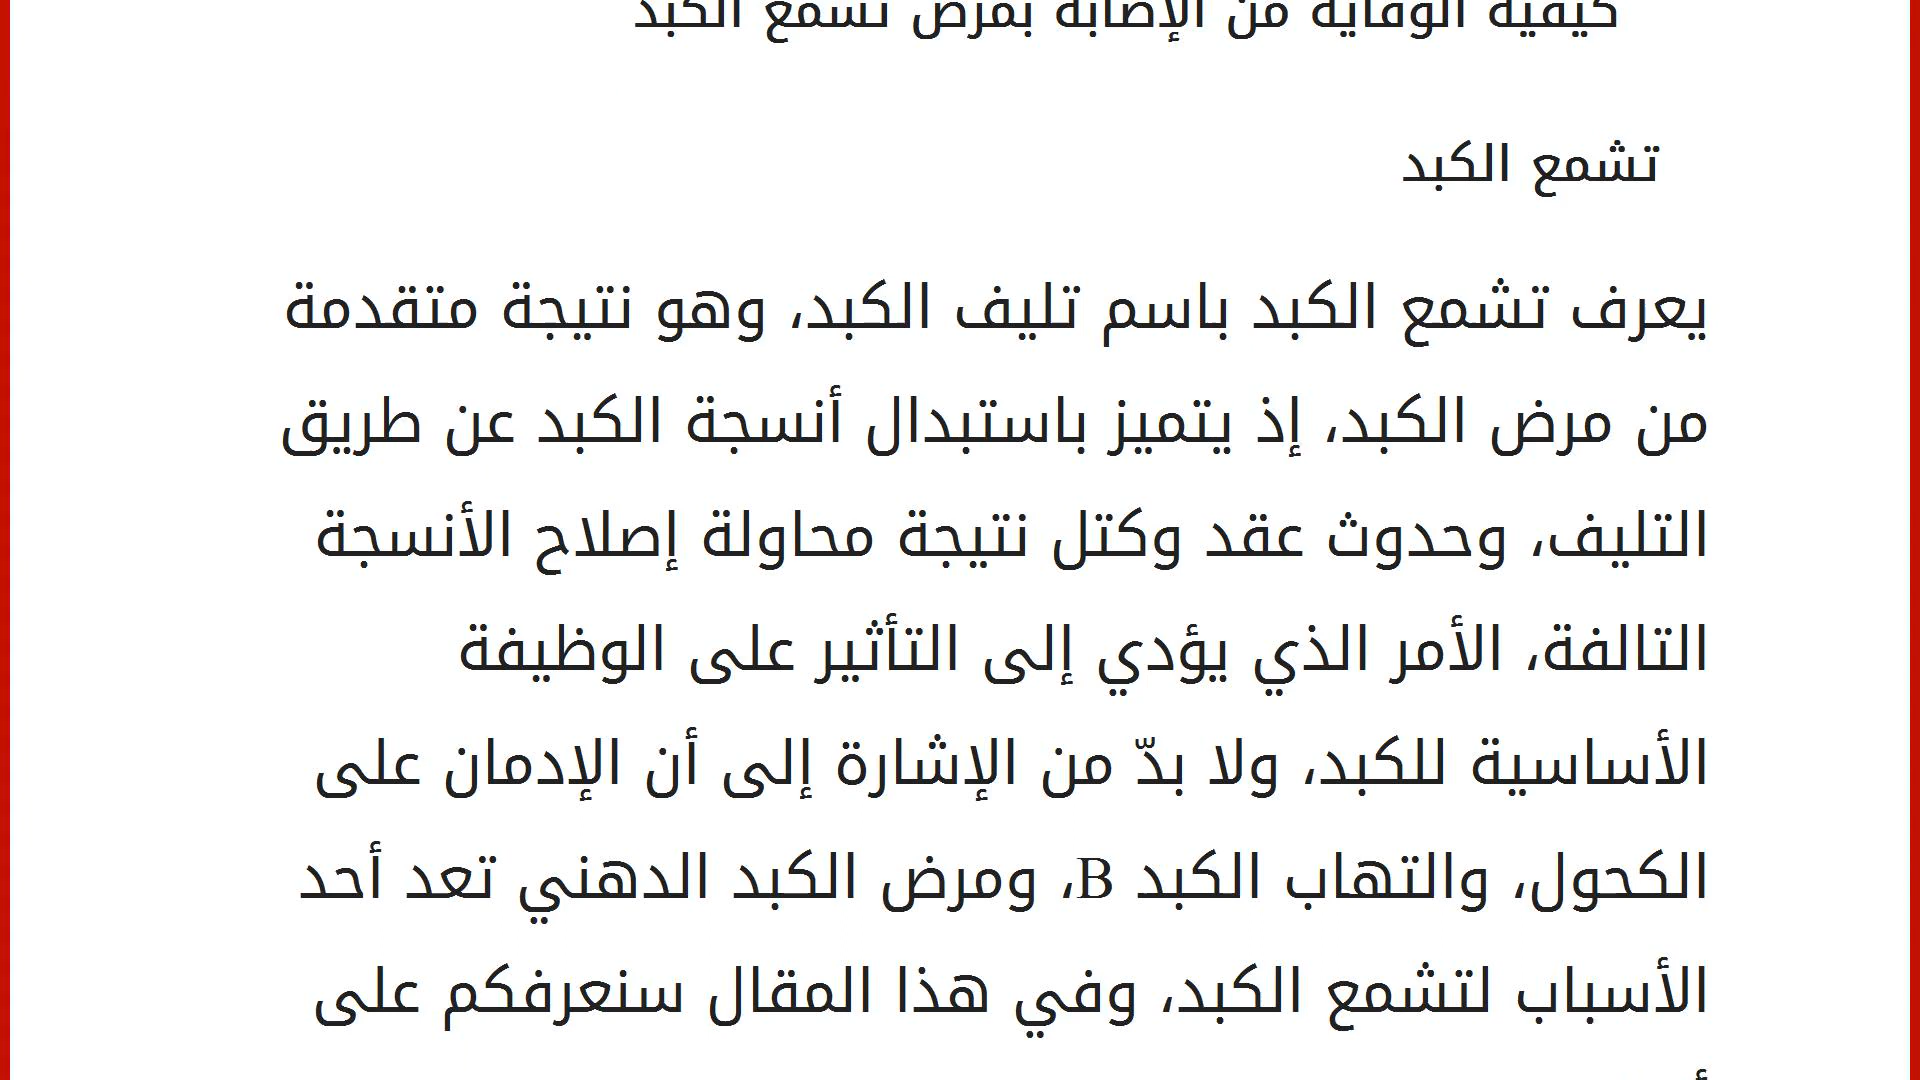 كيفية الوقاية من الإصابة بمرض تشمع الكبد
تشمع الكبد
يعرف تشمع الكبد باسم تليف الكبد، وهو نتيجة متقدمة
من مرض الكبد، إذ يتميز باستبدال أنسجة الكبد عن طريق
التليف، وحدوث عقد وكتل نتيجة محاولة إصلاح الأنسجة
التالفة، الأمر الذي يؤدي إلى التأثير على الوظيفة
الأساسية للكبد، ولا بدّ من الإشارة إلى أن الإدمان على
الكحول، والتهاب الكبد B، ومرض الكبد الدهني تعد أحد
الأسباب لتشمع الكبد، وفي هذا المقال سنعرفكم على